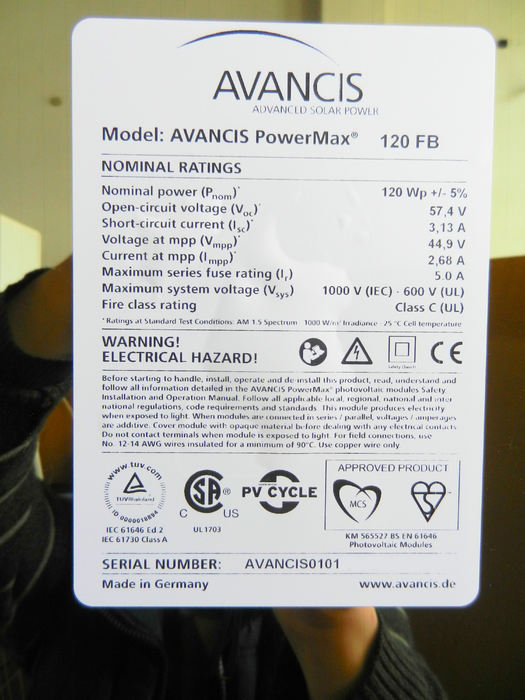 AVANCIS
ADVANCED SOLAR POWER
Model: AVANCIS PowerMax® 120 FB
NOMINAL RATINGS
Nominal power (Pnom)* 120 Wp +/- 5%
Open-circuit voltage (Voc)* 57,4 V
Short-circuit current (Isc)* 3,13 A
Voltage at mpp (Vmpp)* 44,9 V
Current at mpp (Impp)* 2,68 A
Maximum series fuse rating (Ir) 5.0 A
Maximum system voltage (Vsys) 1000 V (IEC) - 600 V (UL)
Fire class rating Class C (UL)
* Ratings at Standard Test Conditions: AM 1.5 Spectrum · 1000 W/m² Irradiance · 25 °C Cell temperature
WARNING!
ELECTRICAL HAZARD!
Safety Class II
CE
Before starting to handle, install, operate and de-install this product, read, understand and
follow all information detailed in the AVANCIS PowerMax® photovoltaic modules Safety
Installation and Operation Manual. Follow all applicable local, regional, national and inter
national regulations, code requirements and standards. This module produces electricity
when exposed to light. When modules are connected in series / parallel, voltages / amperages
are additive. Cover module with opaque material before dealing with any electrical contacts.
Do not contact terminals when module is exposed to light. For field connections, use
No. 12-14 AWG wires insulated for a minimum of 90°C. Use copper wire only.
www.tuv.com
TUVRheinland
ID 0000018894
IEC 61646 Ed 2
IEC 61730 Class A
SA®
C US
UL 1703
PV CYCLE
APPROVED PRODUCT
MCS
KM 565527 BS EN 61646
Photovoltaic Modules
SERIAL NUMBER: AVANCIS0101
Made in Germany www.avancis.de